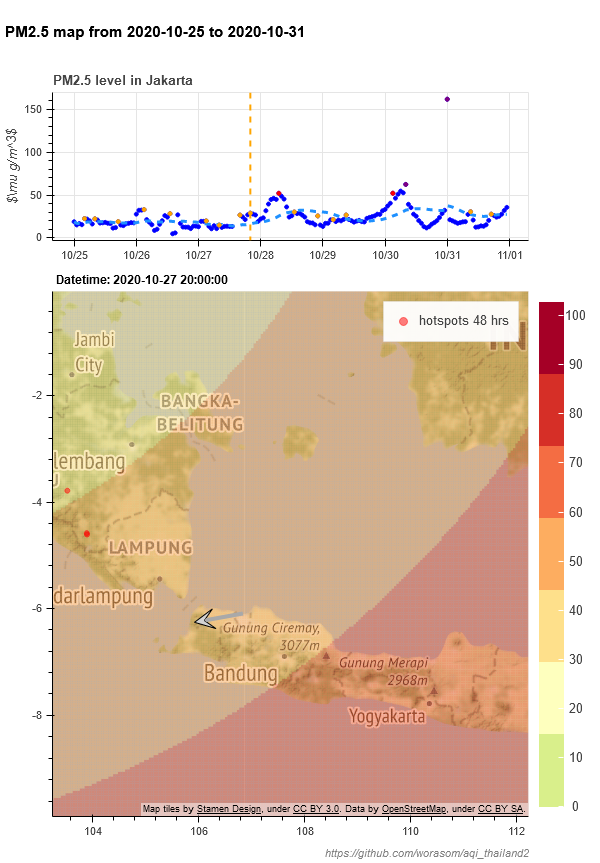 PM2.5 map from 2020-10-25 to 2020-10-31
PM2.5 level in Jakarta
$\mu g/m^3$
150
100
50
0
10/25
10/26
10/27
10/28
10/29
10/30
10/31
11/01
Datetime: 2020-10-27 20:00:00
hotspots 48 hrs
Jambi
City
BANGKA-
BELITUNG
lembang
LAMPUNG
darlampung
Gunung Ciremay,
3077m
Bandung
Gunung Merapi
2968m
Yogyakarta
IN
-2
-4
-6
-8
104
106
108
110
112
100
90
80
70
60
50
40
30
20
10
0
Map tiles by Stamen Design, under CC BY 3.0. Data by OpenStreetMap, under CC BY SA.
https://github.com/worasom/aqi_thailand2